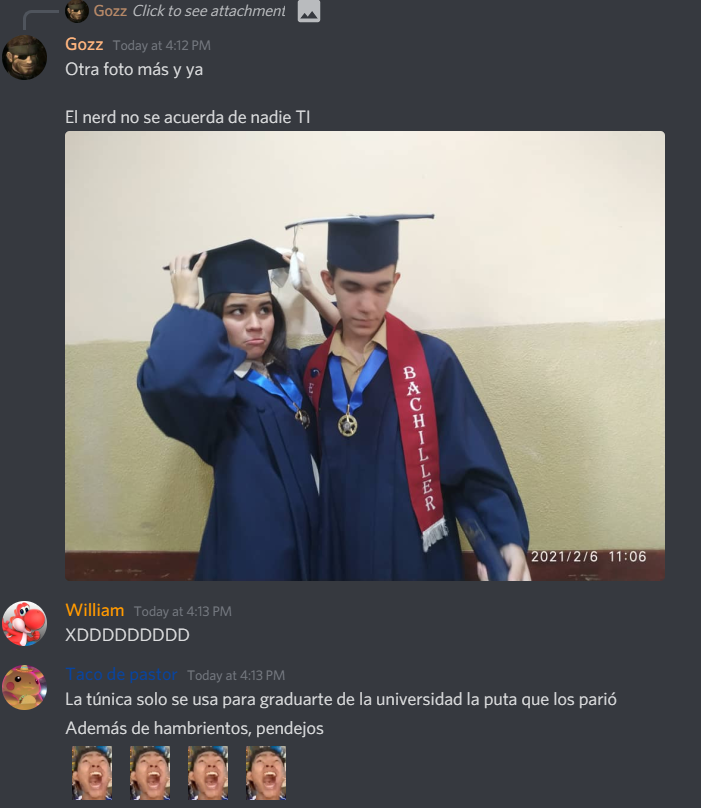 Gozz Click to see attachment
Gozz Today at 4:12 PM
Otra foto más y ya
El nerd no se acuerda de nadie TI
E
BACHILLER
2021/2/6 11:06
William Today at 4:13 PM
XDDDDDDDDD
Taco de pastor Today at 4:13 PM
La túnica solo se usa para graduarte de la universidad la puta que los parió
Además de hambrientos, pendejos